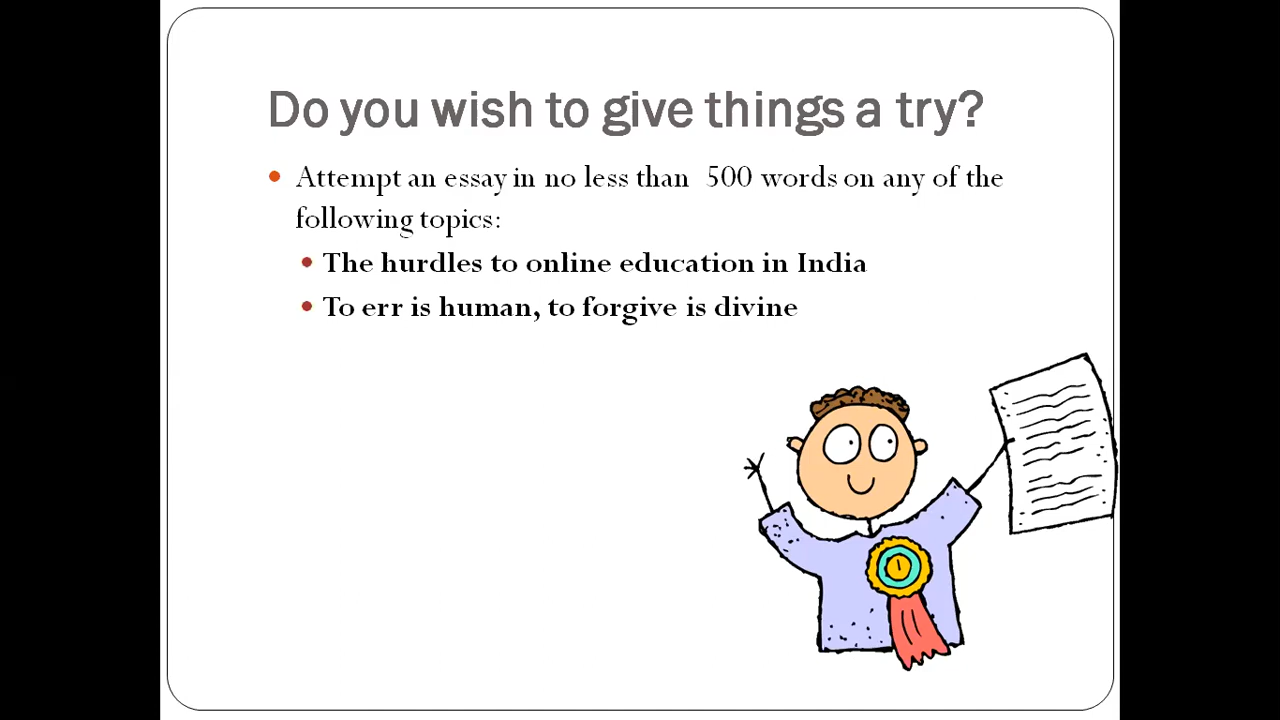 Do you wish to give things a try?
Attempt an essay in no less than 500 words on any of the
following topics:
The hurdles to online education in India
To err is human, to forgive is divine
1